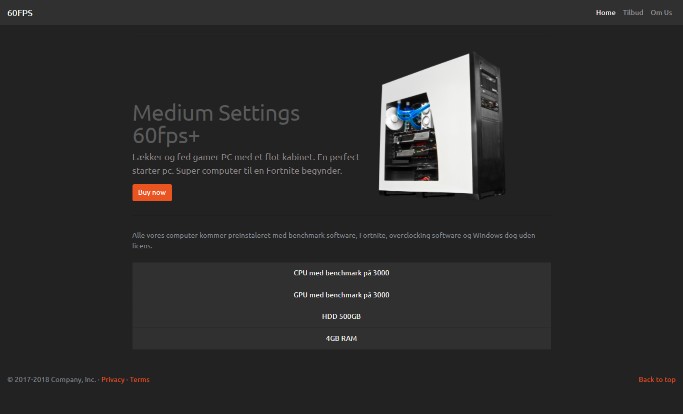 60FPS
Home Tilbud Om Us
Medium Settings
60fps+
Lækker og fed gamer PC med et flot kabinet. En perfect
starter pc. Super computer til en Fortnite begynder.
Buy now
Alle vores computer kommer preinstaleret med benchmark software, Fortnite, overclocking software og Windows dog uden
licens.
CPU med benchmark på 3000
GPU med benchmark på 3000
HDD 500GB
4GB RAM
© 2017-2018 Company, Inc. · Privacy · Terms
Back to top